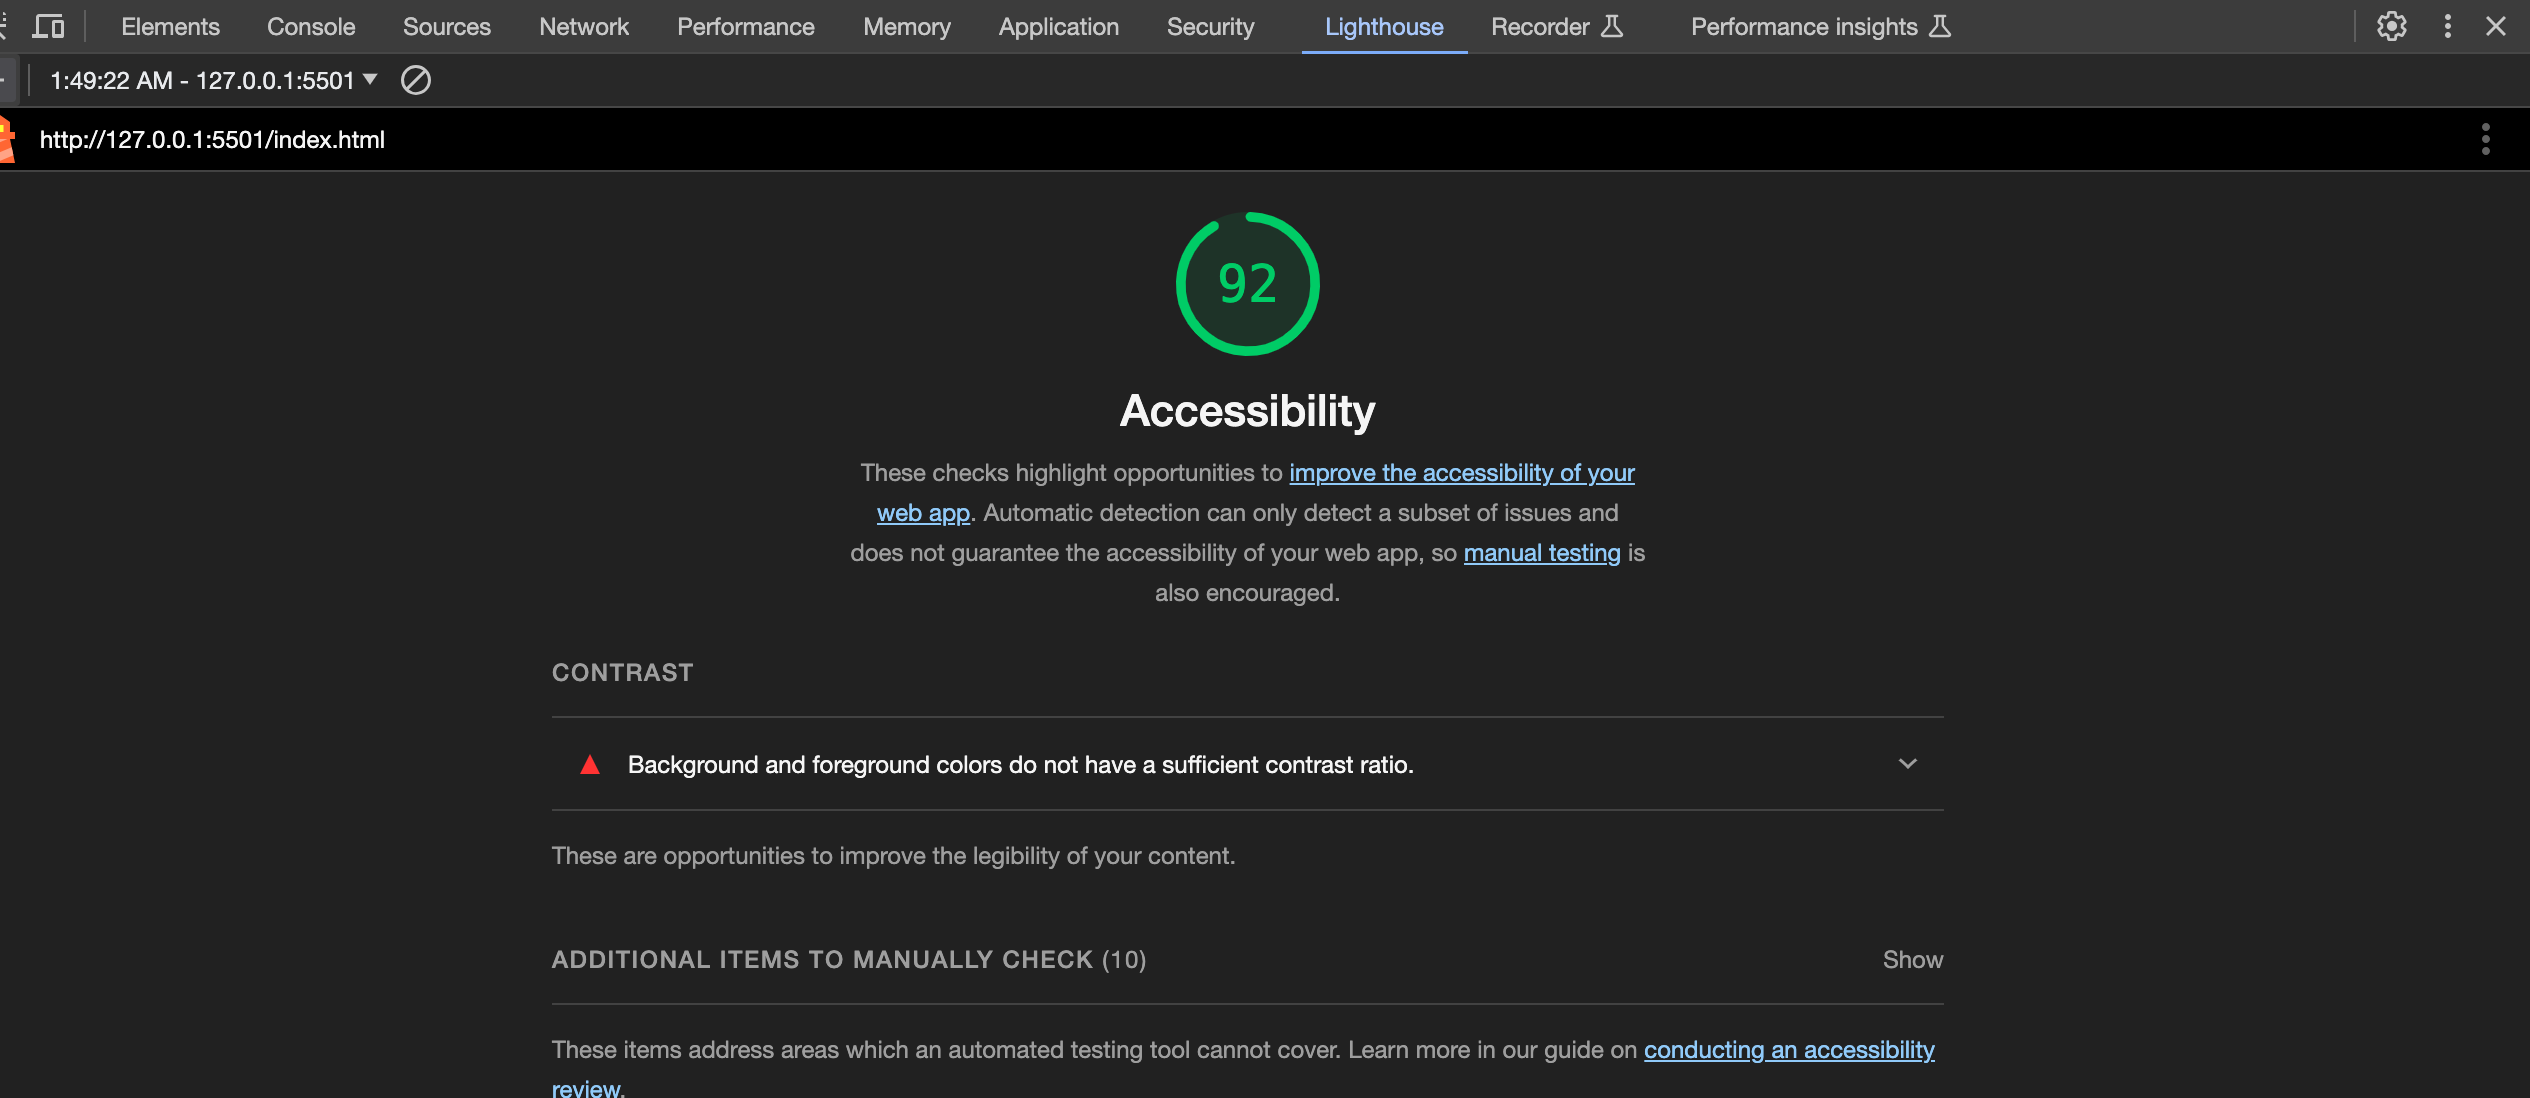 Elements Console Sources Network Performance Memory Application Security Lighthouse Recorder Performance insights
1:49:22 AM - 127.0.0.1:5501
http://127.0.0.1:5501/index.html
92
Accessibility
These checks highlight opportunities to improve the accessibility of your
web app. Automatic detection can only detect a subset of issues and
does not guarantee the accessibility of your web app, so manual testing is
also encouraged.
CONTRAST
Background and foreground colors do not have a sufficient contrast ratio.
These are opportunities to improve the legibility of your content.
ADDITIONAL ITEMS TO MANUALLY CHECK (10) Show
These items address areas which an automated testing tool cannot cover. Learn more in our guide on conducting an accessibility
review.